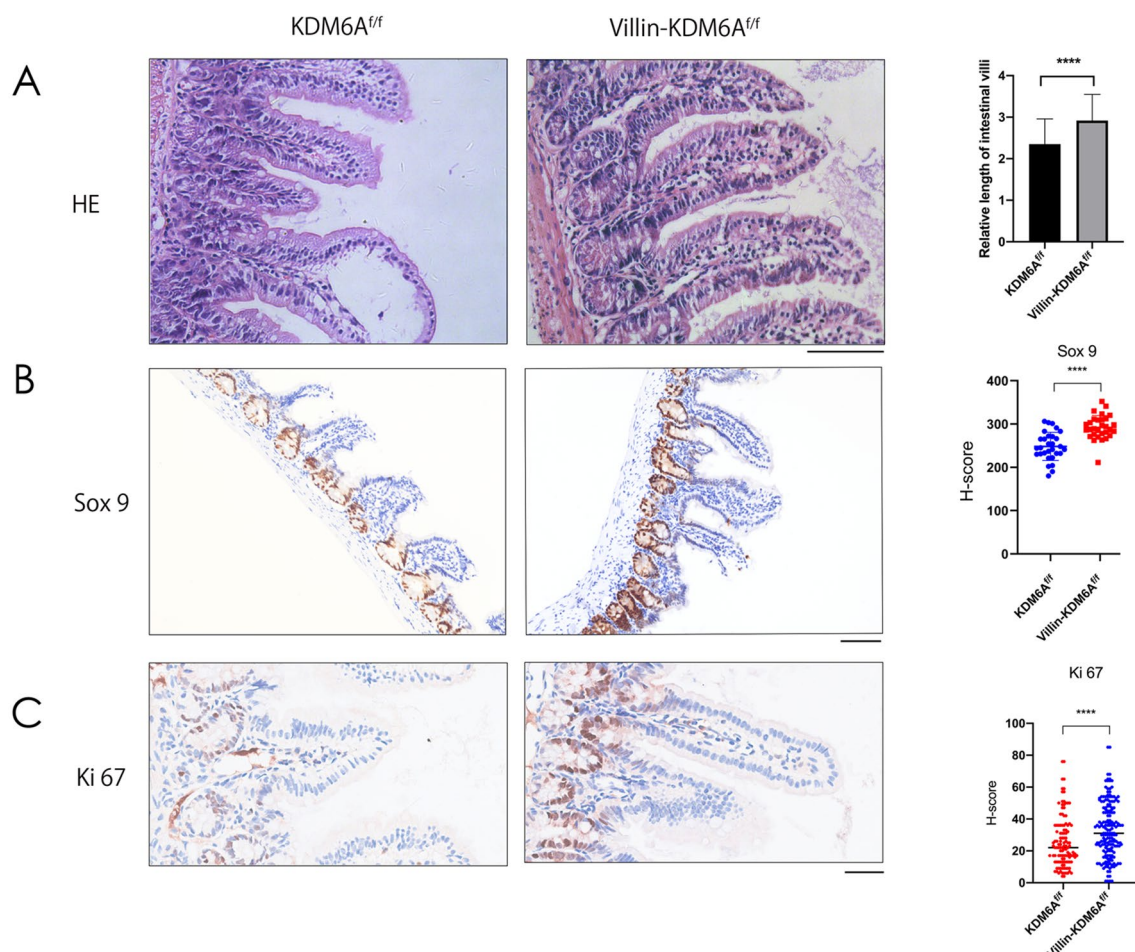 KDM6A^f/f Villin-KDM6A^f/f
A
HE
Relative length of intestinal villi
4
3
2
1
0
****
KDM6A^f/f
Villin-KDM6A^f/f
B
Sox 9
Sox 9
****
H-score
400
300
200
100
0
KDM6A^f/f
Villin-KDM6A^f/f
C
Ki 67
Ki 67
****
H-score
100
80
60
40
20
0
KDM6A^f/f
Villin-KDM6A^f/f